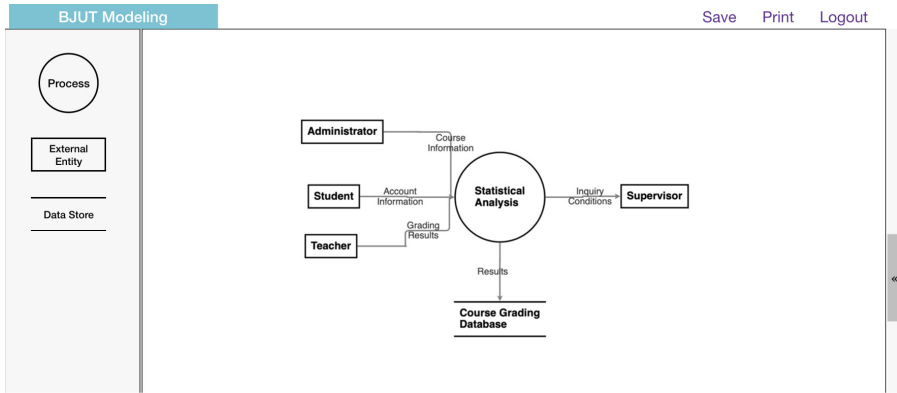 BJUT Modeling
Save
Print
Logout
Process
External
Entity
Data Store
Administrator
Course
Information
Student
Account
Information
Statistical
Analysis
Inquiry
Conditions
Supervisor
Teacher
Grading
Results
Results
Course Grading
Database
«